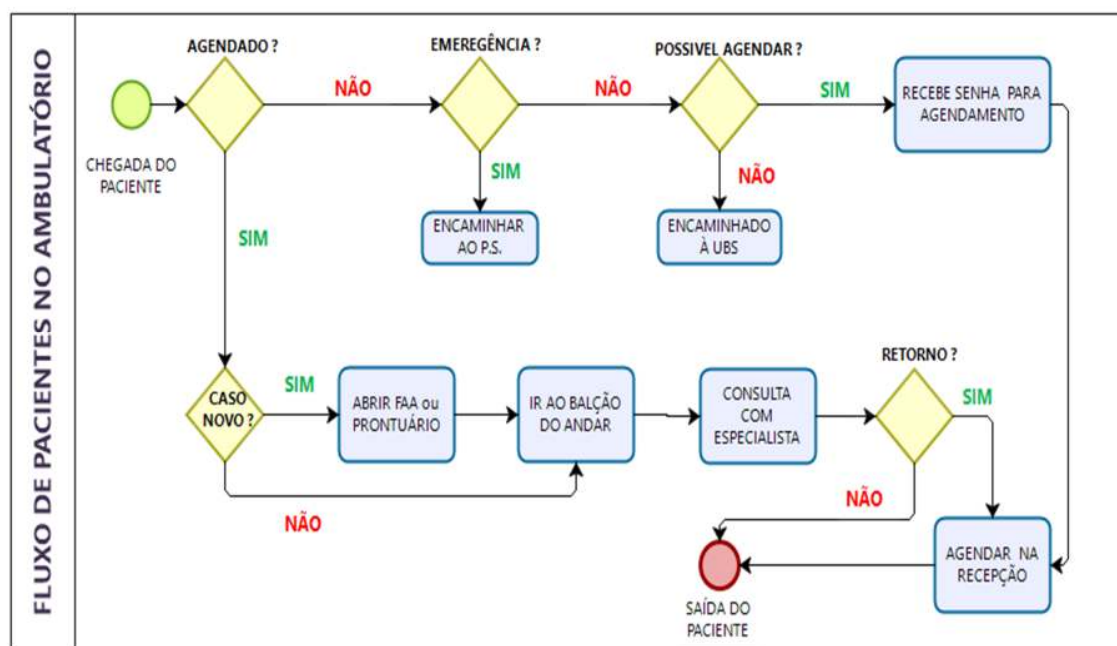 FLUXO DE PACIENTES NO AMBULATÓRIO
AGENDADO ?
EMEREGÊNCIA ?
POSSIVEL AGENDAR ?
NÃO
NÃO
SIM
RECEBE SENHA PARA
AGENDAMENTO
CHEGADA DO
PACIENTE
SIM
SIM
NÃO
ENCAMINHAR
AO P.S.
ENCAMINHADO
À UBS
CASO
NOVO ?
SIM
ABRIR FAA ou
PRONTUÁRIO
IR AO BALÇÃO
DO ANDAR
CONSULTA
COM
ESPECIALISTA
RETORNO ?
SIM
NÃO
NÃO
AGENDAR NA
RECEPÇÃO
SAÍDA DO
PACIENTE